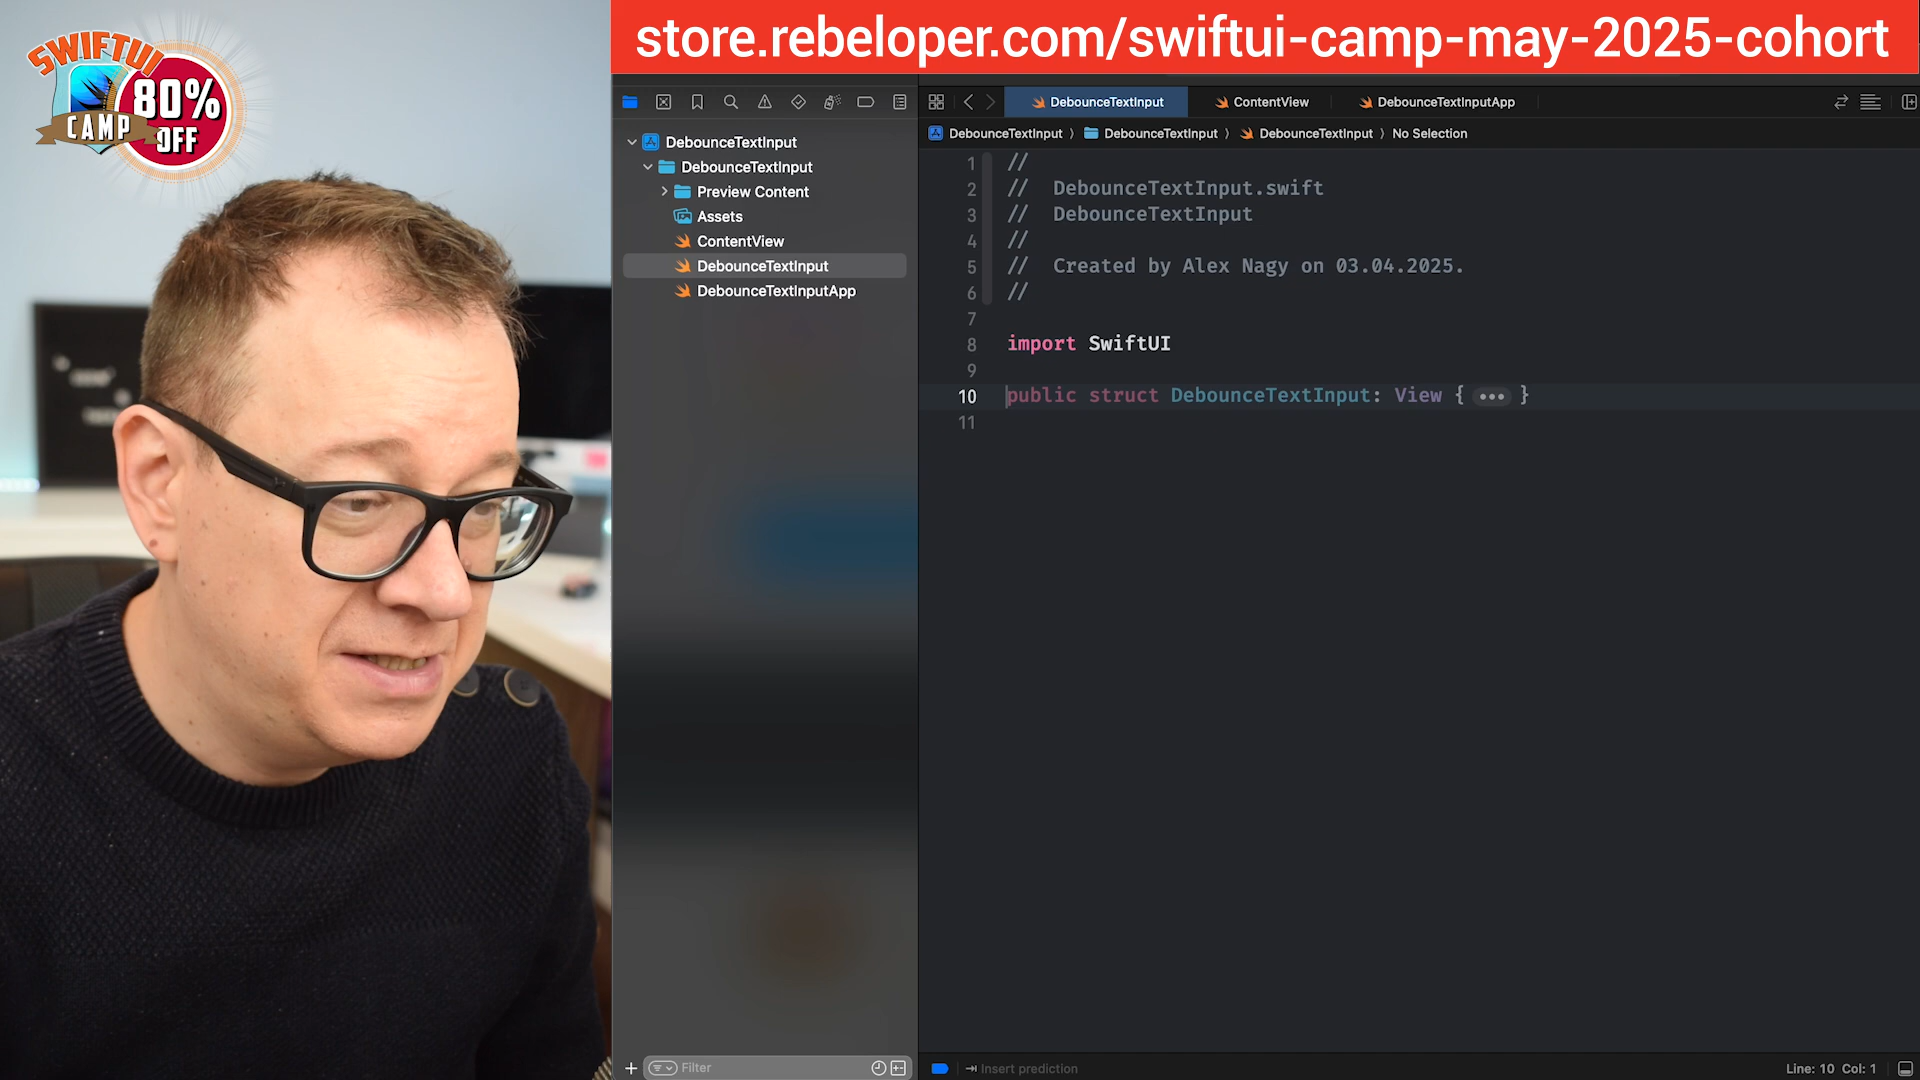 store.rebeloper.com/swiftui-camp-may-2025-cohort
SWIFTUI
CAMP
80%
OFF
DebounceTextInput
ContentView
DebounceTextInputApp
DebounceTextInput
DebounceTextInput
DebounceTextInput
No Selection
DebounceTextInput
DebounceTextInput
Preview Content
Assets
ContentView
DebounceTextInput
DebounceTextInputApp
1 //
2 // DebounceTextInput.swift
3 // DebounceTextInput
4 //
5 // Created by Alex Nagy on 03.04.2025.
6 //
7
8 import SwiftUI
9
10 public struct DebounceTextInput: View { ••• }
11
Filter
Insert prediction
Line: 10 Col: 1